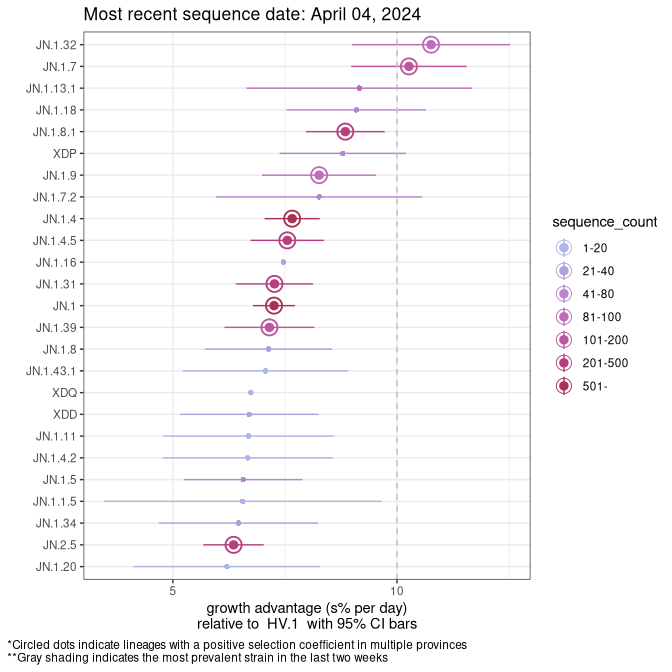 Most recent sequence date: April 04, 2024
JN.1.32
JN.1.7
JN.1.13.1
JN.1.18
JN.1.8.1
XDP
JN.1.9
JN.1.7.2
JN.1.4
JN.1.4.5
JN.1.16
JN.1.31
JN.1
JN.1.39
JN.1.8
JN.1.43.1
XDQ
XDD
JN.1.11
JN.1.4.2
JN.1.5
JN.1.1.5
JN.1.34
JN.2.5
JN.1.20
5
10
growth advantage (s% per day)
relative to HV.1 with 95% CI bars
sequence_count
1-20
21-40
41-80
81-100
101-200
201-500
501-
*Circled dots indicate lineages with a positive selection coefficient in multiple provinces
**Gray shading indicates the most prevalent strain in the last two weeks